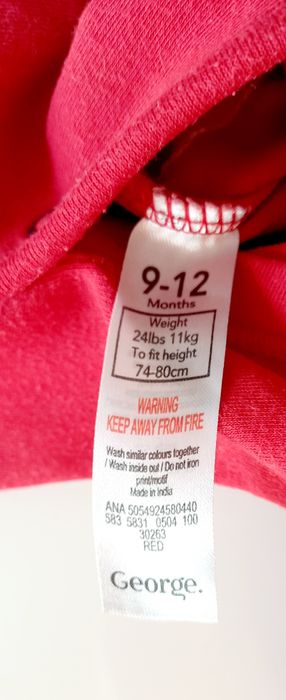 9-12
Months
Weight
24lbs 11kg
To fit height
74-80cm
WARNING
KEEP AWAY FROM FIRE
Wash similar colours together
/ Wash inside out / Do not iron
print/motif
Made in India
ANA 5054924580440
583 5831 0504 100
30263
RED
George.